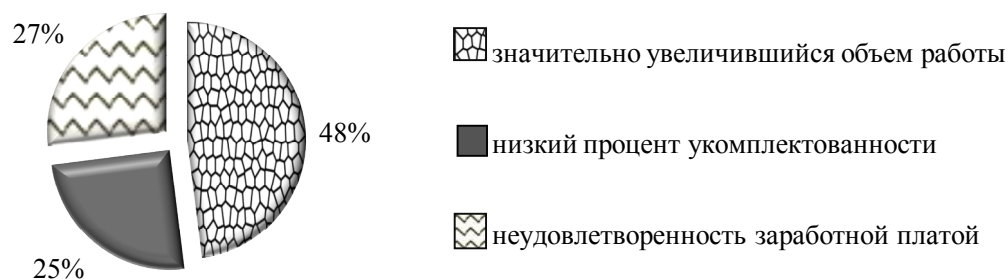 27%
48%
25%
значительно увеличившийся объем работы
низкий процент укомплектованности
неудовлетворенность заработной платой